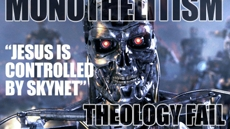 MONOTHELITISM
“JESUS IS
CONTROLLED
BY SKYNET”
THEOLOGY FAIL